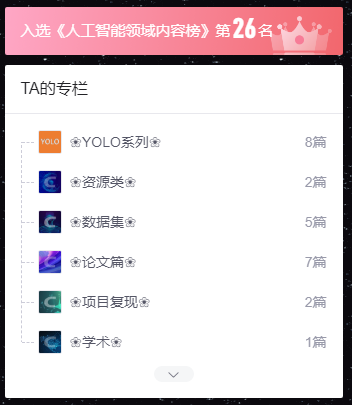 入选《人工智能领域内容榜》第26名
TA的专栏
YOLO ❀YOLO系列❀ 8篇
❀资源类❀ 2篇
❀数据集❀ 5篇
❀论文篇❀ 7篇
❀项目复现❀ 2篇
❀学术❀ 1篇